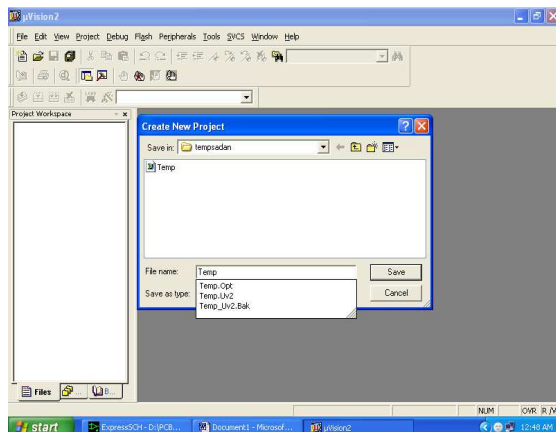 µVision2
File Edit View Project Debug Flash Peripherals Tools SVCS Window Help
Project Workspace
Create New Project
Save in: tempsadan
Temp
File name: Temp
Save
Temp.Opt
Temp.Uv2
Temp_Uv2.Bak
Save as type:
Cancel
Files
B...
NUM OVR R/W
start ExpressSCH - D:\PCB... Document1 - Microsof... µVision2 12:48 AM